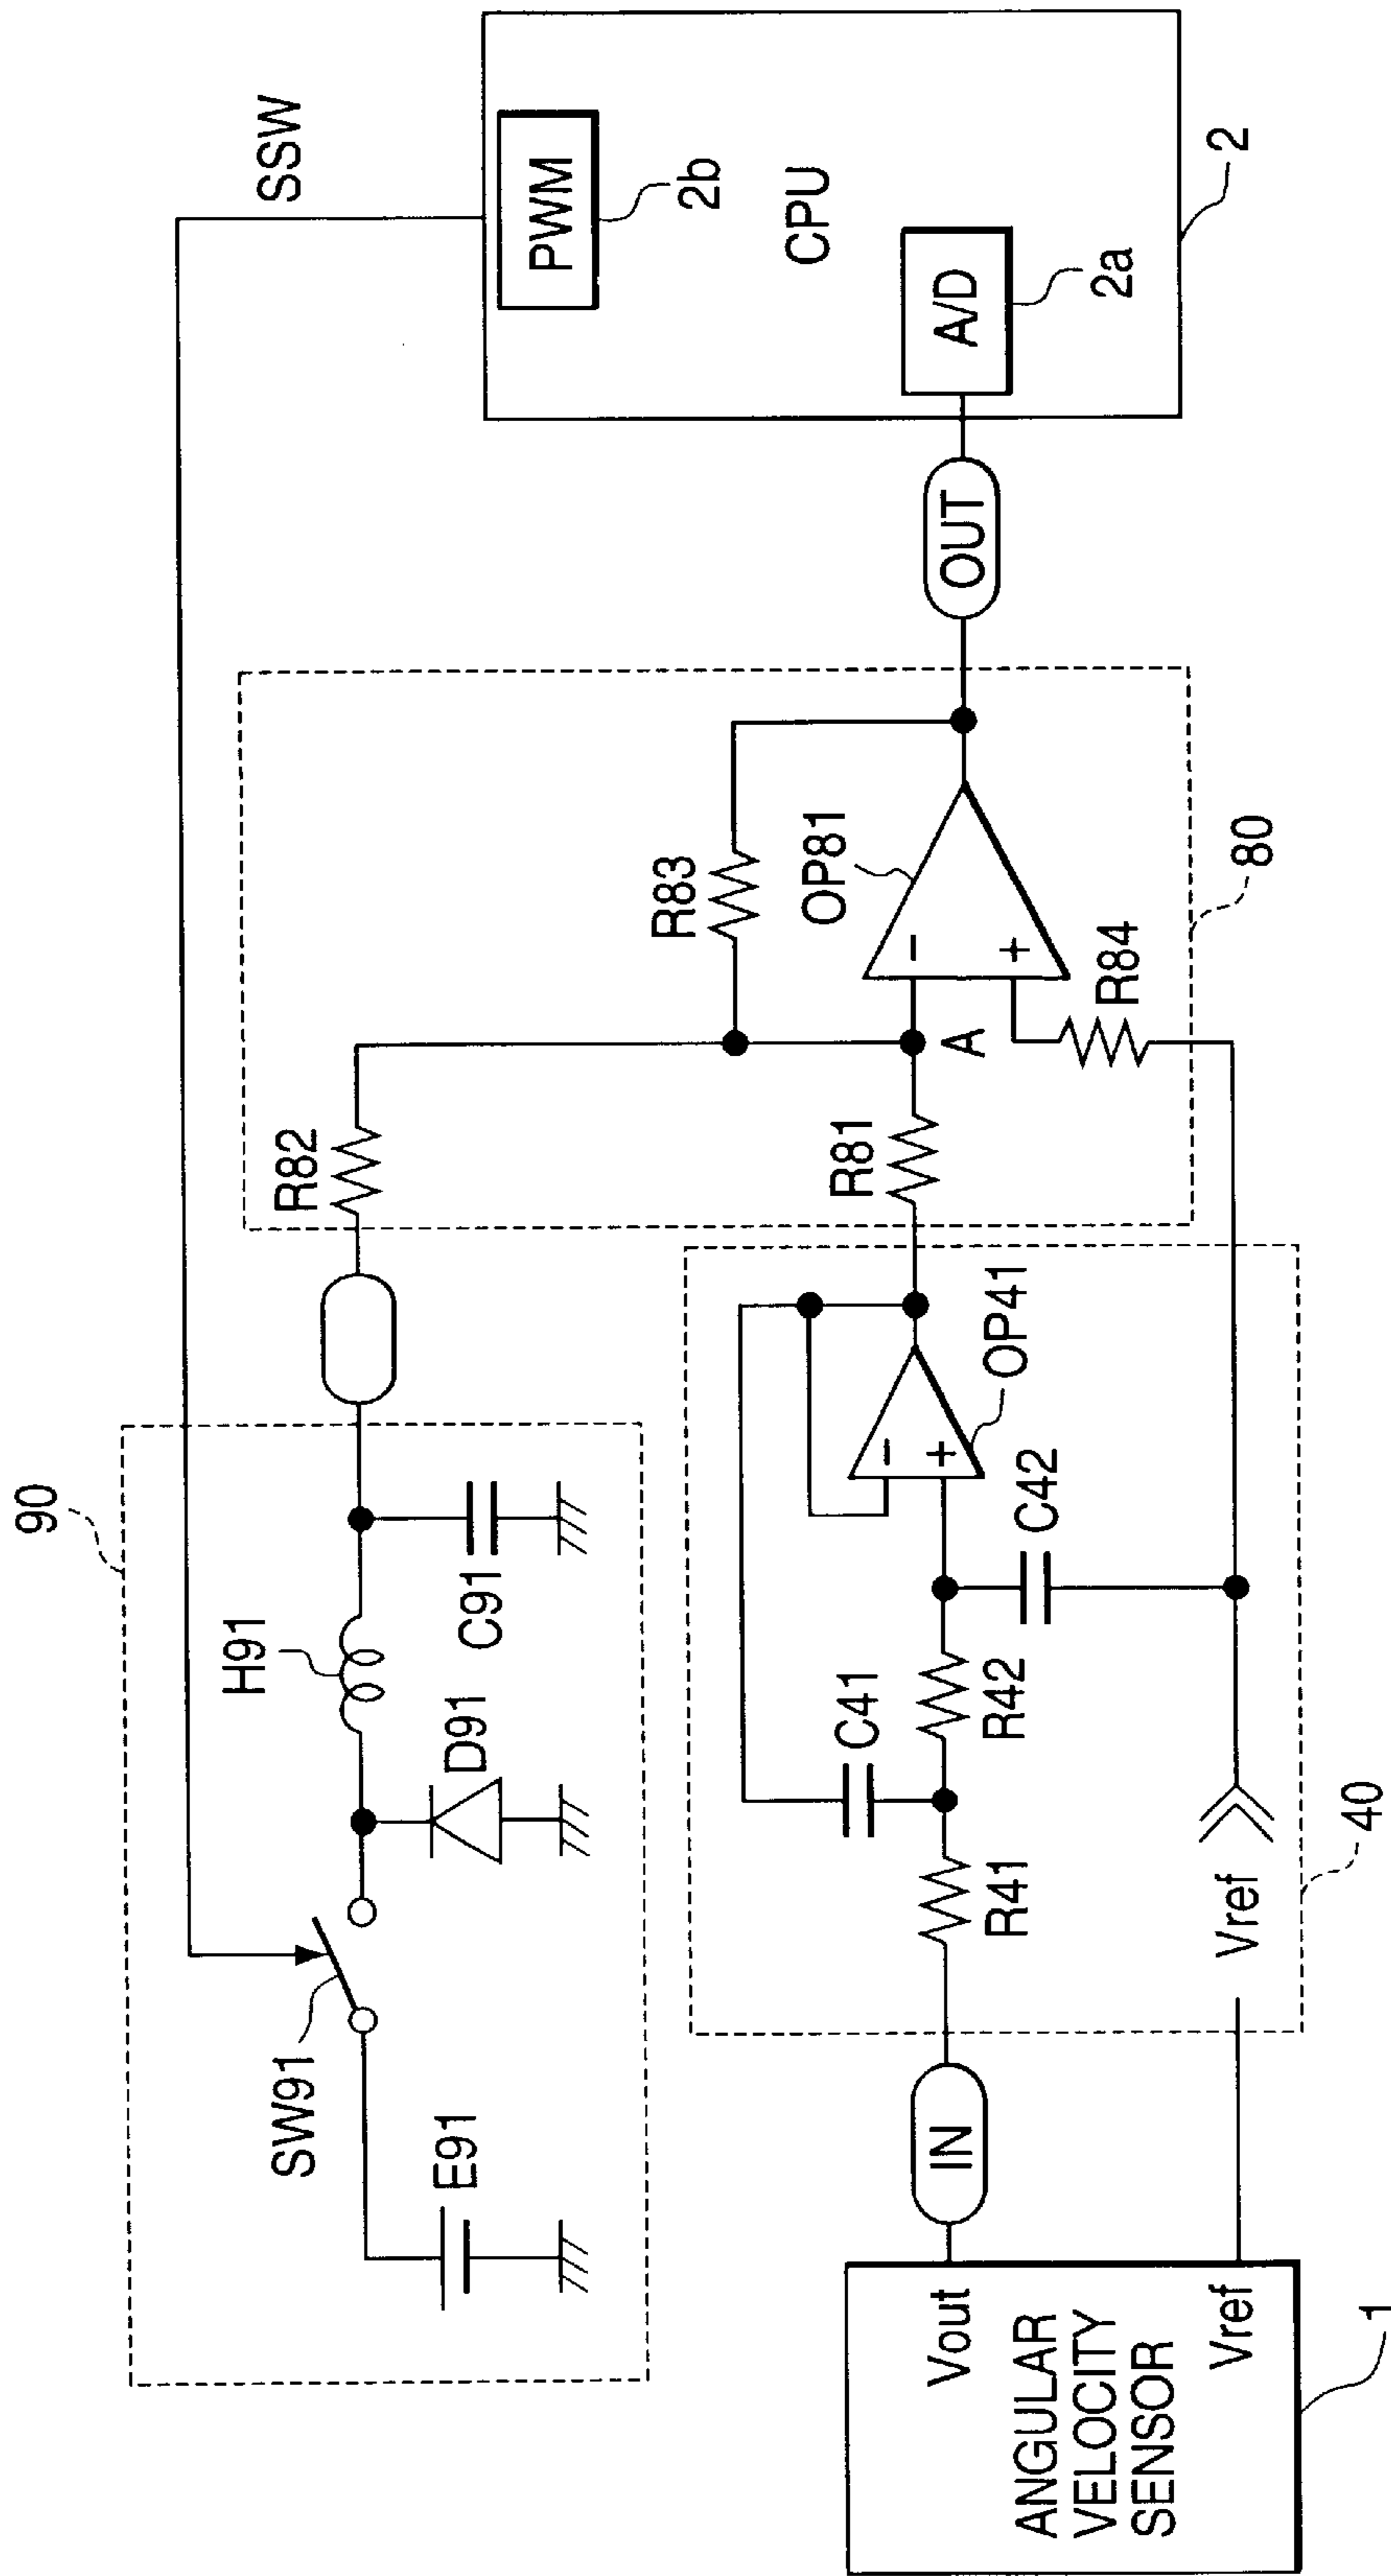 90
SSW
SW91
H91
E91
D91
C91
R82
R83
PWM
2b
CPU
A/D
2a
2
OP81
-
+
A
R84
R81
80
OUT
C41
R41
R42
C42
-
+
OP41
Vref
40
IN
Vout
Vref
ANGULAR
VELOCITY
SENSOR
1